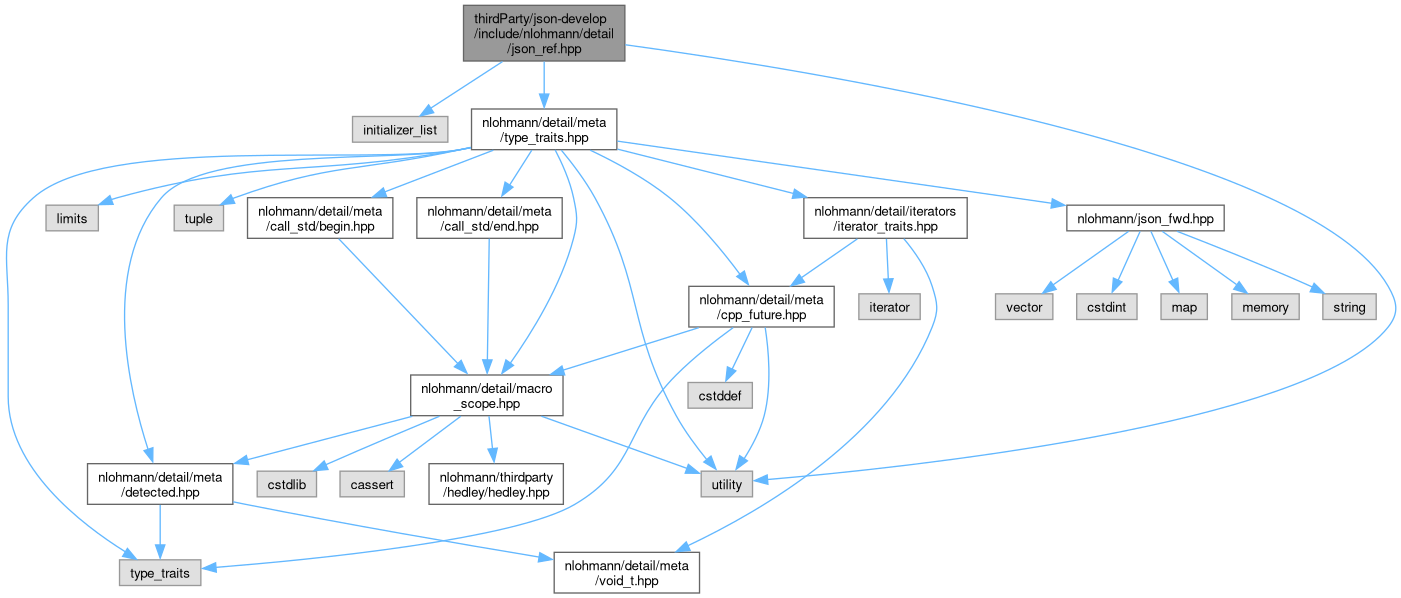 thirdParty/json-develop
/include/nlohmann/detail
/json_ref.hpp
initializer_list
nlohmann/detail/meta
/type_traits.hpp
limits
tuple
nlohmann/detail/meta
/call_std/begin.hpp
nlohmann/detail/meta
/call_std/end.hpp
nlohmann/detail/iterators
/iterator_traits.hpp
nlohmann/json_fwd.hpp
nlohmann/detail/meta
/cpp_future.hpp
iterator
vector
cstdint
map
memory
string
nlohmann/detail/macro
_scope.hpp
cstddef
nlohmann/detail/meta
/detected.hpp
cstdlib
cassert
nlohmann/thirdparty
/hedley/hedley.hpp
utility
type_traits
nlohmann/detail/meta
/void_t.hpp